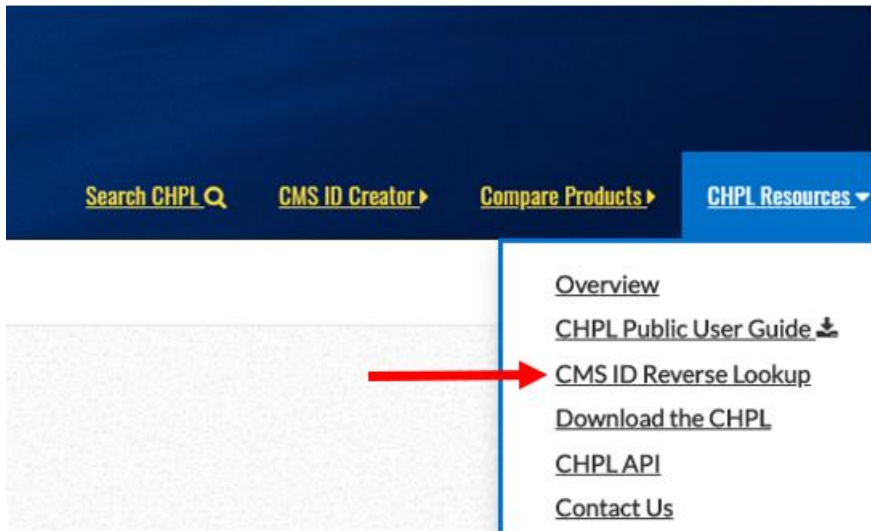 Search CHPL CMS ID Creator Compare Products CHPL Resources
Overview
CHPL Public User Guide
CMS ID Reverse Lookup
Download the CHPL
CHPL API
Contact Us